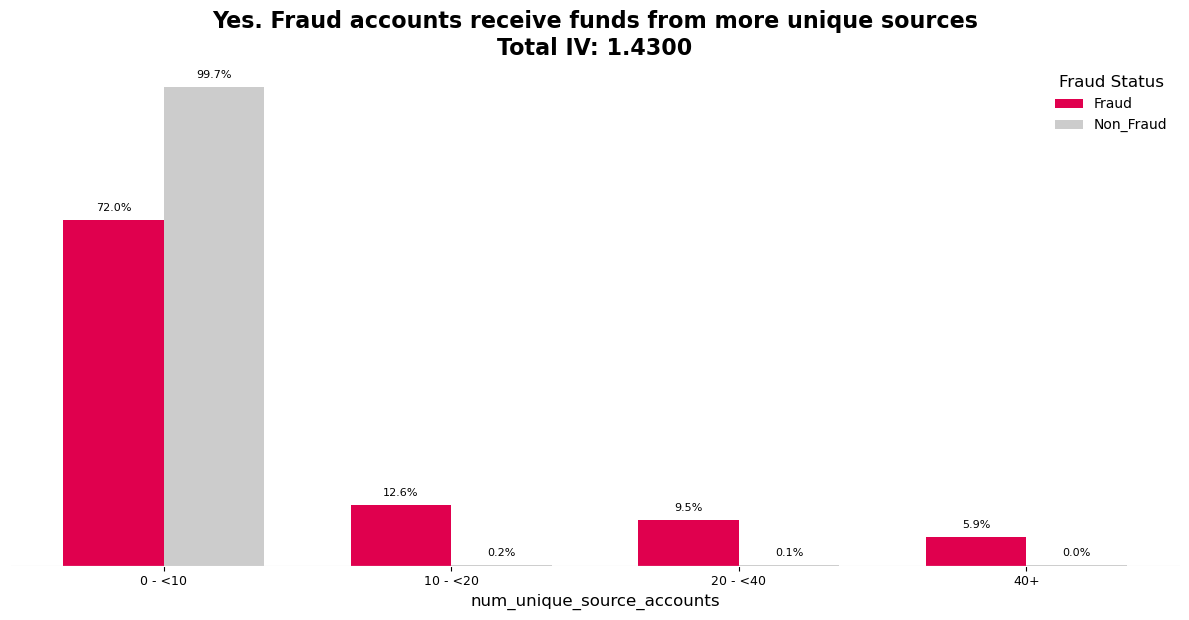 Yes. Fraud accounts receive funds from more unique sources
Total IV: 1.4300
Fraud Status
Fraud
Non_Fraud
99.7%
72.0%
12.6%
0.2%
9.5%
0.1%
5.9%
0.0%
0 - <10
10 - <20
20 - <40
40+
num_unique_source_accounts